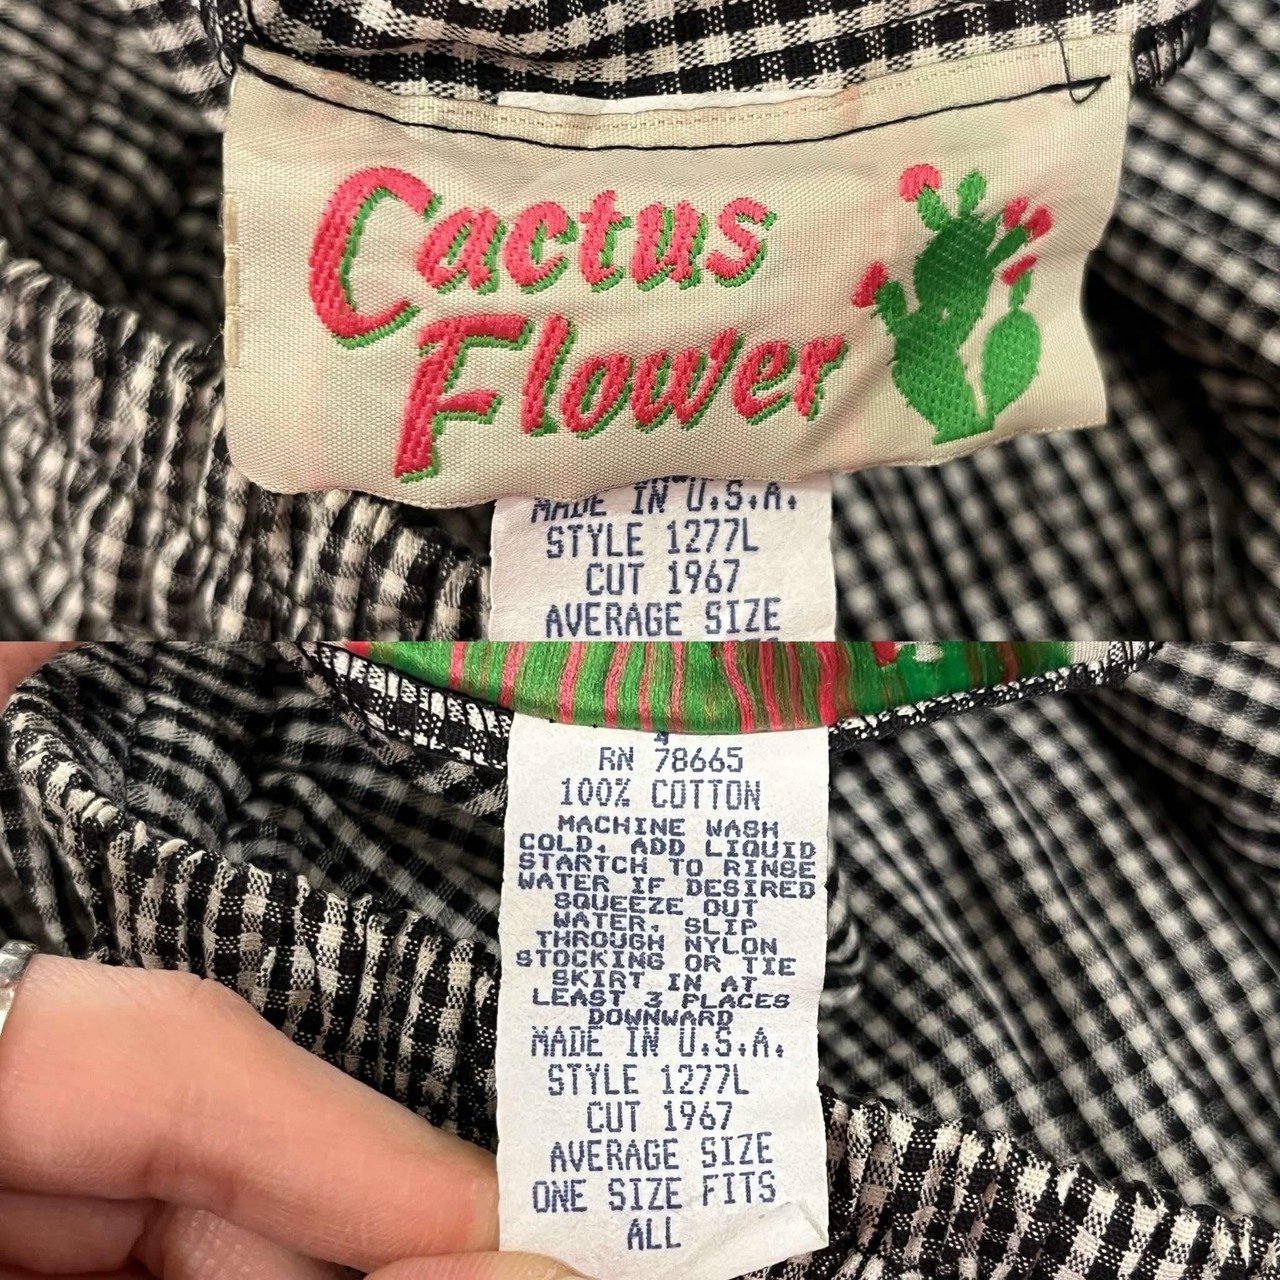 Cactus
Flower
MADE IN U.S.A.
STYLE 1277L
CUT 1967
AVERAGE SIZE
RN 78665
100% COTTON
MACHINE WASH
COLD. ADD LIQUID
STARTCH TO RINSE
WATER IF DESIRED
SQUEEZE OUT
WATER. SLIP
THROUGH NYLON
STOCKING OR TIE
SKIRT IN AT
LEAST 3 PLACES
DOWNWARD
MADE IN U.S.A.
STYLE 1277L
CUT 1967
AVERAGE SIZE
ONE SIZE FITS
ALL